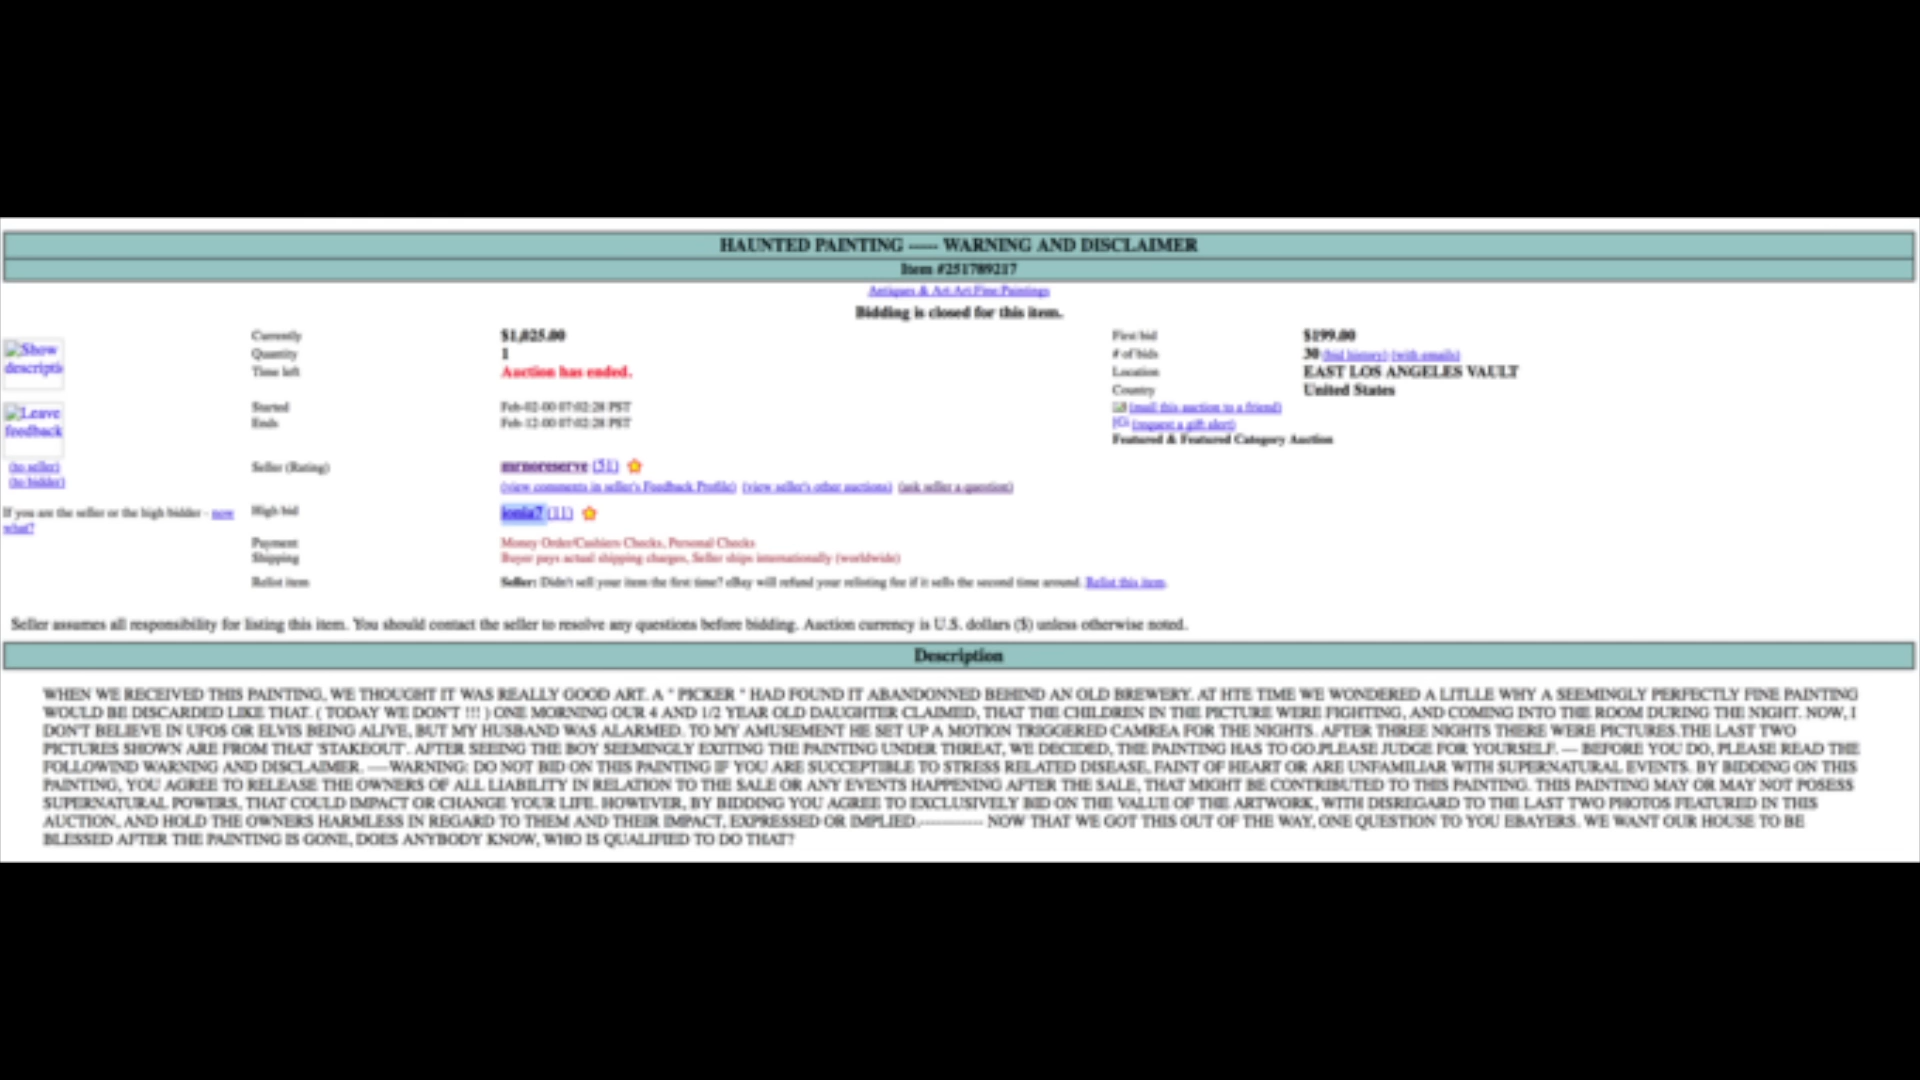 HAUNTED PAINTING ----- WARNING AND DISCLAIMER
Item #251789217
Antiques & Art:Art:Fine:Paintings
Bidding is closed for this item.
Show descripti
Currently $1,025.00 First bid $199.00
Quantity 1 # of bids 30 (bid history) (with emails)
Time left Auction has ended. Location EAST LOS ANGELES VAULT
Country United States
Leave feedback
Started Feb-02-00 07:02:28 PST (mail this auction to a friend)
Ends Feb-12-00 07:02:28 PST (request a gift alert)
Featured & Featured Category Auction
(to seller) Seller (Rating) mrnoreserve (51)
(to bidder)
(view comments in seller's Feedback Profile) (view seller's other auctions) (ask seller a question)
If you are the seller or the high bidder - now what? High bid ionia7 (11)
Payment Money Order/Cashiers Checks, Personal Checks
Shipping Buyer pays actual shipping charges, Seller ships internationally (worldwide)
Relist item Seller: Didn't sell your item the first time? eBay will refund your relisting fee if it sells the second time around. Relist this item.
Seller assumes all responsibility for listing this item. You should contact the seller to resolve any questions before bidding. Auction currency is U.S. dollars ($) unless otherwise noted.
Description
WHEN WE RECEIVED THIS PAINTING, WE THOUGHT IT WAS REALLY GOOD ART. A " PICKER " HAD FOUND IT ABANDONNED BEHIND AN OLD BREWERY. AT HTE TIME WE WONDERED A LITLLE WHY A SEEMINGLY PERFECTLY FINE PAINTING
WOULD BE DISCARDED LIKE THAT. ( TODAY WE DON'T !!! ) ONE MORNING OUR 4 AND 1/2 YEAR OLD DAUGHTER CLAIMED, THAT THE CHILDREN IN THE PICTURE WERE FIGHTING, AND COMING INTO THE ROOM DURING THE NIGHT. NOW, I
DON'T BELIEVE IN UFOS OR ELVIS BEING ALIVE, BUT MY HUSBAND WAS ALARMED. TO MY AMUSEMENT HE SET UP A MOTION TRIGGERED CAMREA FOR THE NIGHTS. AFTER THREE NIGHTS THERE WERE PICTURES.THE LAST TWO
PICTURES SHOWN ARE FROM THAT 'STAKEOUT'. AFTER SEEING THE BOY SEEMINGLY EXITING THE PAINTING UNDER THREAT, WE DECIDED, THE PAINTING HAS TO GO.PLEASE JUDGE FOR YOURSELF. --- BEFORE YOU DO, PLEASE READ THE
FOLLOWIND WARNING AND DISCLAIMER. ----WARNING: DO NOT BID ON THIS PAINTING IF YOU ARE SUCCEPTIBLE TO STRESS RELATED DISEASE, FAINT OF HEART OR ARE UNFAMILIAR WITH SUPERNATURAL EVENTS. BY BIDDING ON THIS
PAINTING, YOU AGREE TO RELEASE THE OWNERS OF ALL LIABILITY IN RELATION TO THE SALE OR ANY EVENTS HAPPENING AFTER THE SALE, THAT MIGHT BE CONTRIBUTED TO THIS PAINTING. THIS PAINTING MAY OR MAY NOT POSESS
SUPERNATURAL POWERS, THAT COULD IMPACT OR CHANGE YOUR LIFE. HOWEVER, BY BIDDING YOU AGREE TO EXCLUSIVELY BID ON THE VALUE OF THE ARTWORK, WITH DISREGARD TO THE LAST TWO PHOTOS FEATURED IN THIS
AUCTION, AND HOLD THE OWNERS HARMLESS IN REGARD TO THEM AND THEIR IMPACT, EXPRESSED OR IMPLIED.------------ NOW THAT WE GOT THIS OUT OF THE WAY, ONE QUESTION TO YOU EBAYERS. WE WANT OUR HOUSE TO BE
BLESSED AFTER THE PAINTING IS GONE, DOES ANYBODY KNOW, WHO IS QUALIFIED TO DO THAT?